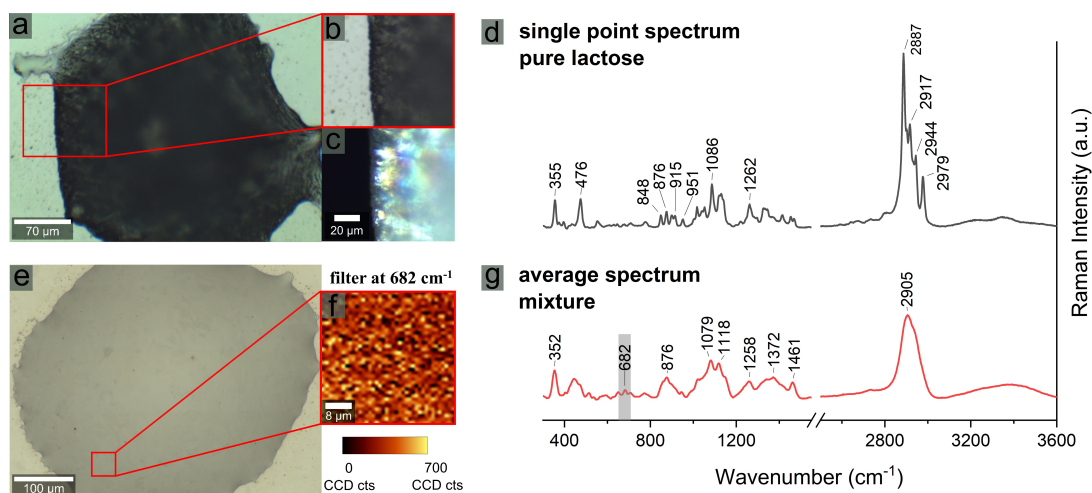 a
b
c
70 µm
20 µm
d
single point spectrum
pure lactose
355
476
848
876
915
951
1086
1262
2887
2917
2944
2979
e
filter at 682 cm-1
f
8 µm
100 µm
0
700
CCD cts
CCD cts
g
average spectrum
mixture
352
682
876
1079
1118
1258
1372
1461
2905
400
800
1200
2800
3200
3600
Wavenumber (cm-1)
Raman Intensity (a.u.)